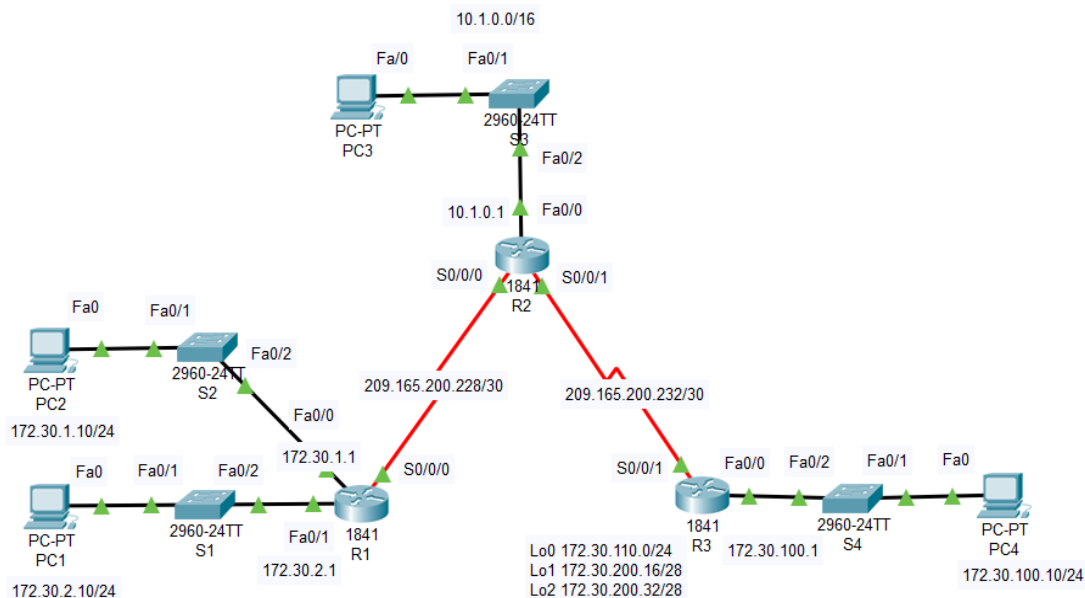 10.1.0.0/16
Fa/0
Fa0/1
PC-PT
PC3
2960-24TT
S3
Fa0/2
10.1.0.1
Fa0/0
S0/0/0
S0/0/1
1841
R2
Fa0
Fa0/1
Fa0/2
PC-PT
PC2
2960-24TT
S2
172.30.1.10/24
209.165.200.228/30
209.165.200.232/30
Fa0/0
172.30.1.1
S0/0/0
Fa0
Fa0/1
Fa0/2
PC-PT
PC1
2960-24TT
S1
Fa0/1
1841
R1
172.30.2.1
172.30.2.10/24
S0/0/1
Fa0/0
Fa0/2
Fa0/1
Fa0
1841
R3
2960-24TT
S4
PC-PT
PC4
172.30.100.1
172.30.100.10/24
Lo0 172.30.110.0/24
Lo1 172.30.200.16/28
Lo2 172.30.200.32/28